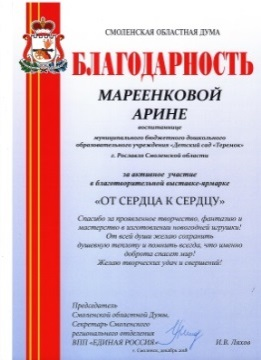 СМОЛЕНСКАЯ ОБЛАСТНАЯ ДУМА
БЛАГОДАРНОСТЬ
МАРЕЕНКОВОЙ
АРИНЕ
воспитаннице
муниципального бюджетного дошкольного
образовательного учреждения «Детский сад «Теремок»
г. Рославля Смоленской области
за активное участие
в благотворительной выставке-ярмарке
«ОТ СЕРДЦА К СЕРДЦУ»
Спасибо за проявленное творчество, фантазию и
мастерство в изготовлении новогодней игрушки!
От всей души желаю сохранить
душевную теплоту и помнить всегда, что именно
доброта спасет мир!
Желаю творческих удач и свершений!
Председатель
Смоленской областной Думы,
Секретарь Смоленского
регионального отделения
ВПП «ЕДИНАЯ РОССИЯ»
И.В. Ляхов
г. Смоленск, декабрь